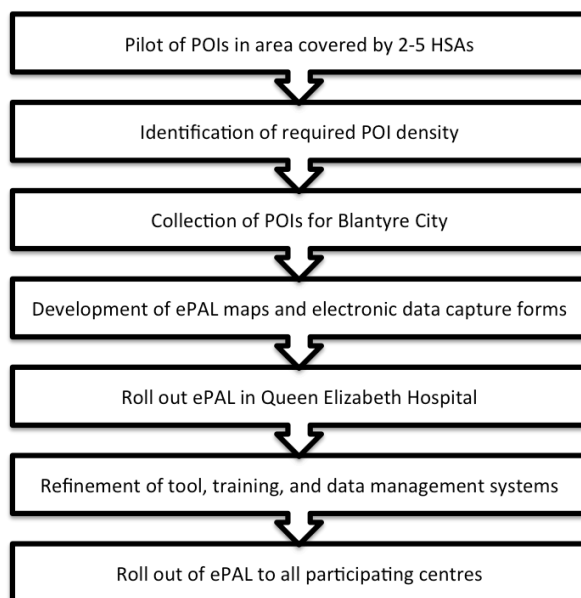 Pilot of POIs in area covered by 2-5 HSAs
Identification of required POI density
Collection of POIs for Blantyre City
Development of ePAL maps and electronic data capture forms
Roll out ePAL in Queen Elizabeth Hospital
Refinement of tool, training, and data management systems
Roll out of ePAL to all participating centres